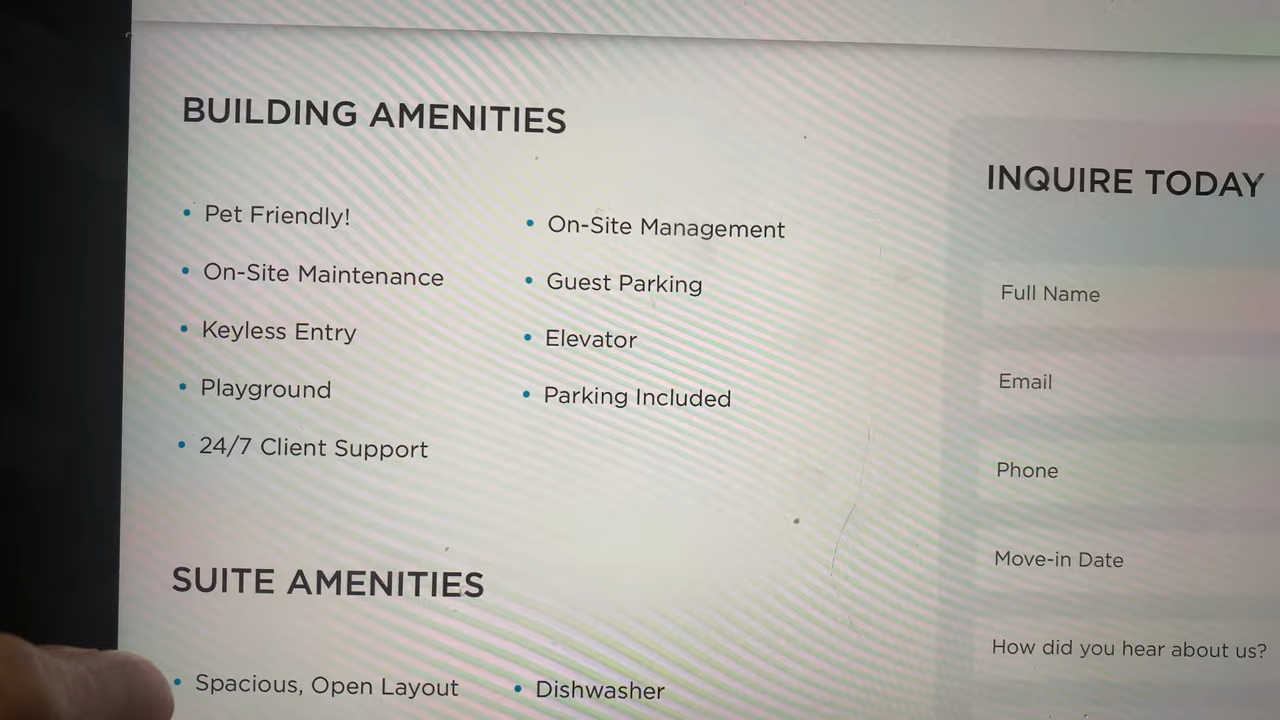 BUILDING AMENITIES
• Pet Friendly!
• On-Site Maintenance
• Keyless Entry
• Playground
• 24/7 Client Support
• On-Site Management
• Guest Parking
• Elevator
• Parking Included
SUITE AMENITIES
• Spacious, Open Layout
• Dishwasher
INQUIRE TODAY
Full Name
Email
Phone
Move-in Date
How did you hear about us?